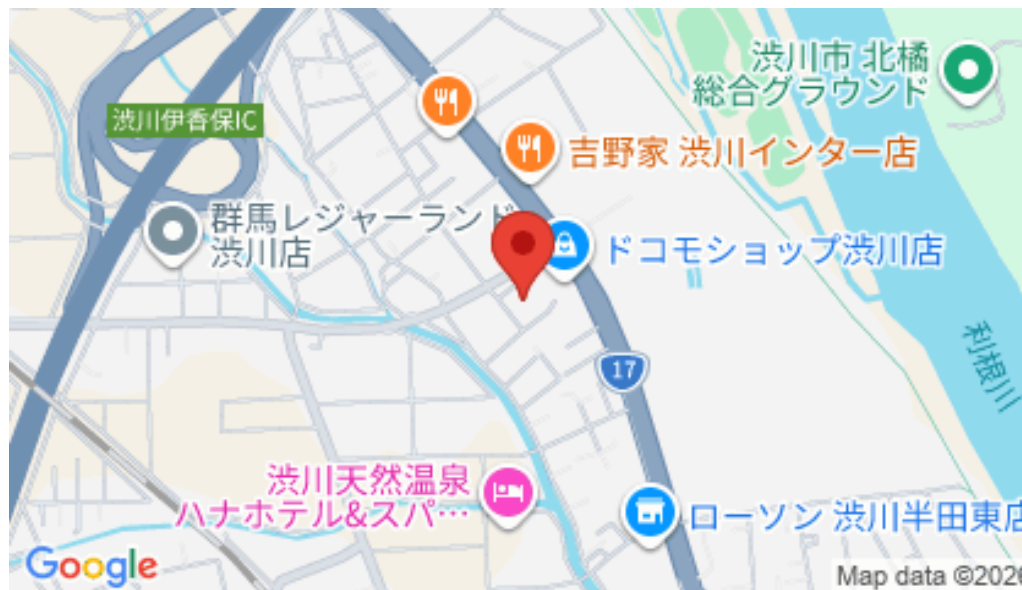 渋川市 北橘
総合グラウンド
渋川伊香保IC
吉野家 渋川インター店
群馬レジャーランド
渋川店
ドコモショップ渋川店
利根川
17
渋川天然温泉
ハナホテル&スパ…
ローソン 渋川半田東店
Google
Map data ©2026